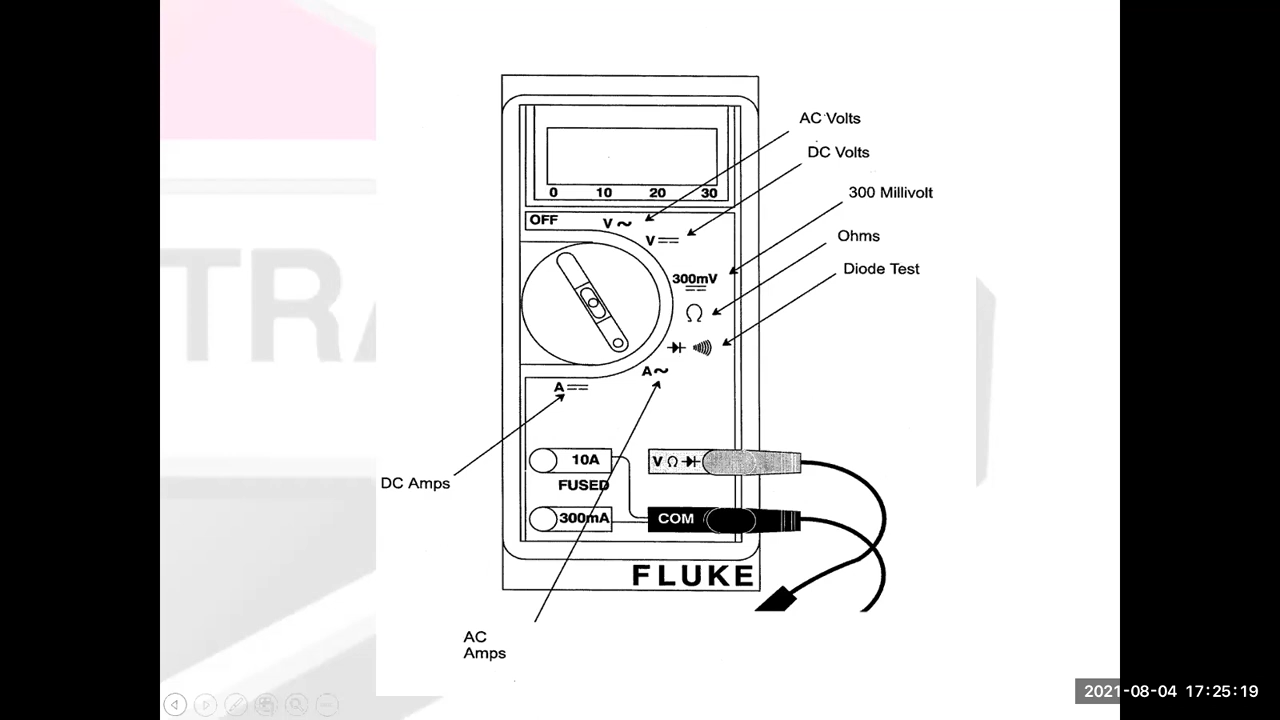 AC Volts
DC Volts
300 Millivolt
Ohms
Diode Test
0 10 20 30
OFF
V ~
V
300mV
Ω
A~
A
10A
FUSED
300mA
V Ω
COM
FLUKE
DC Amps
AC
Amps
TRA
2021-08-04 17:25:19